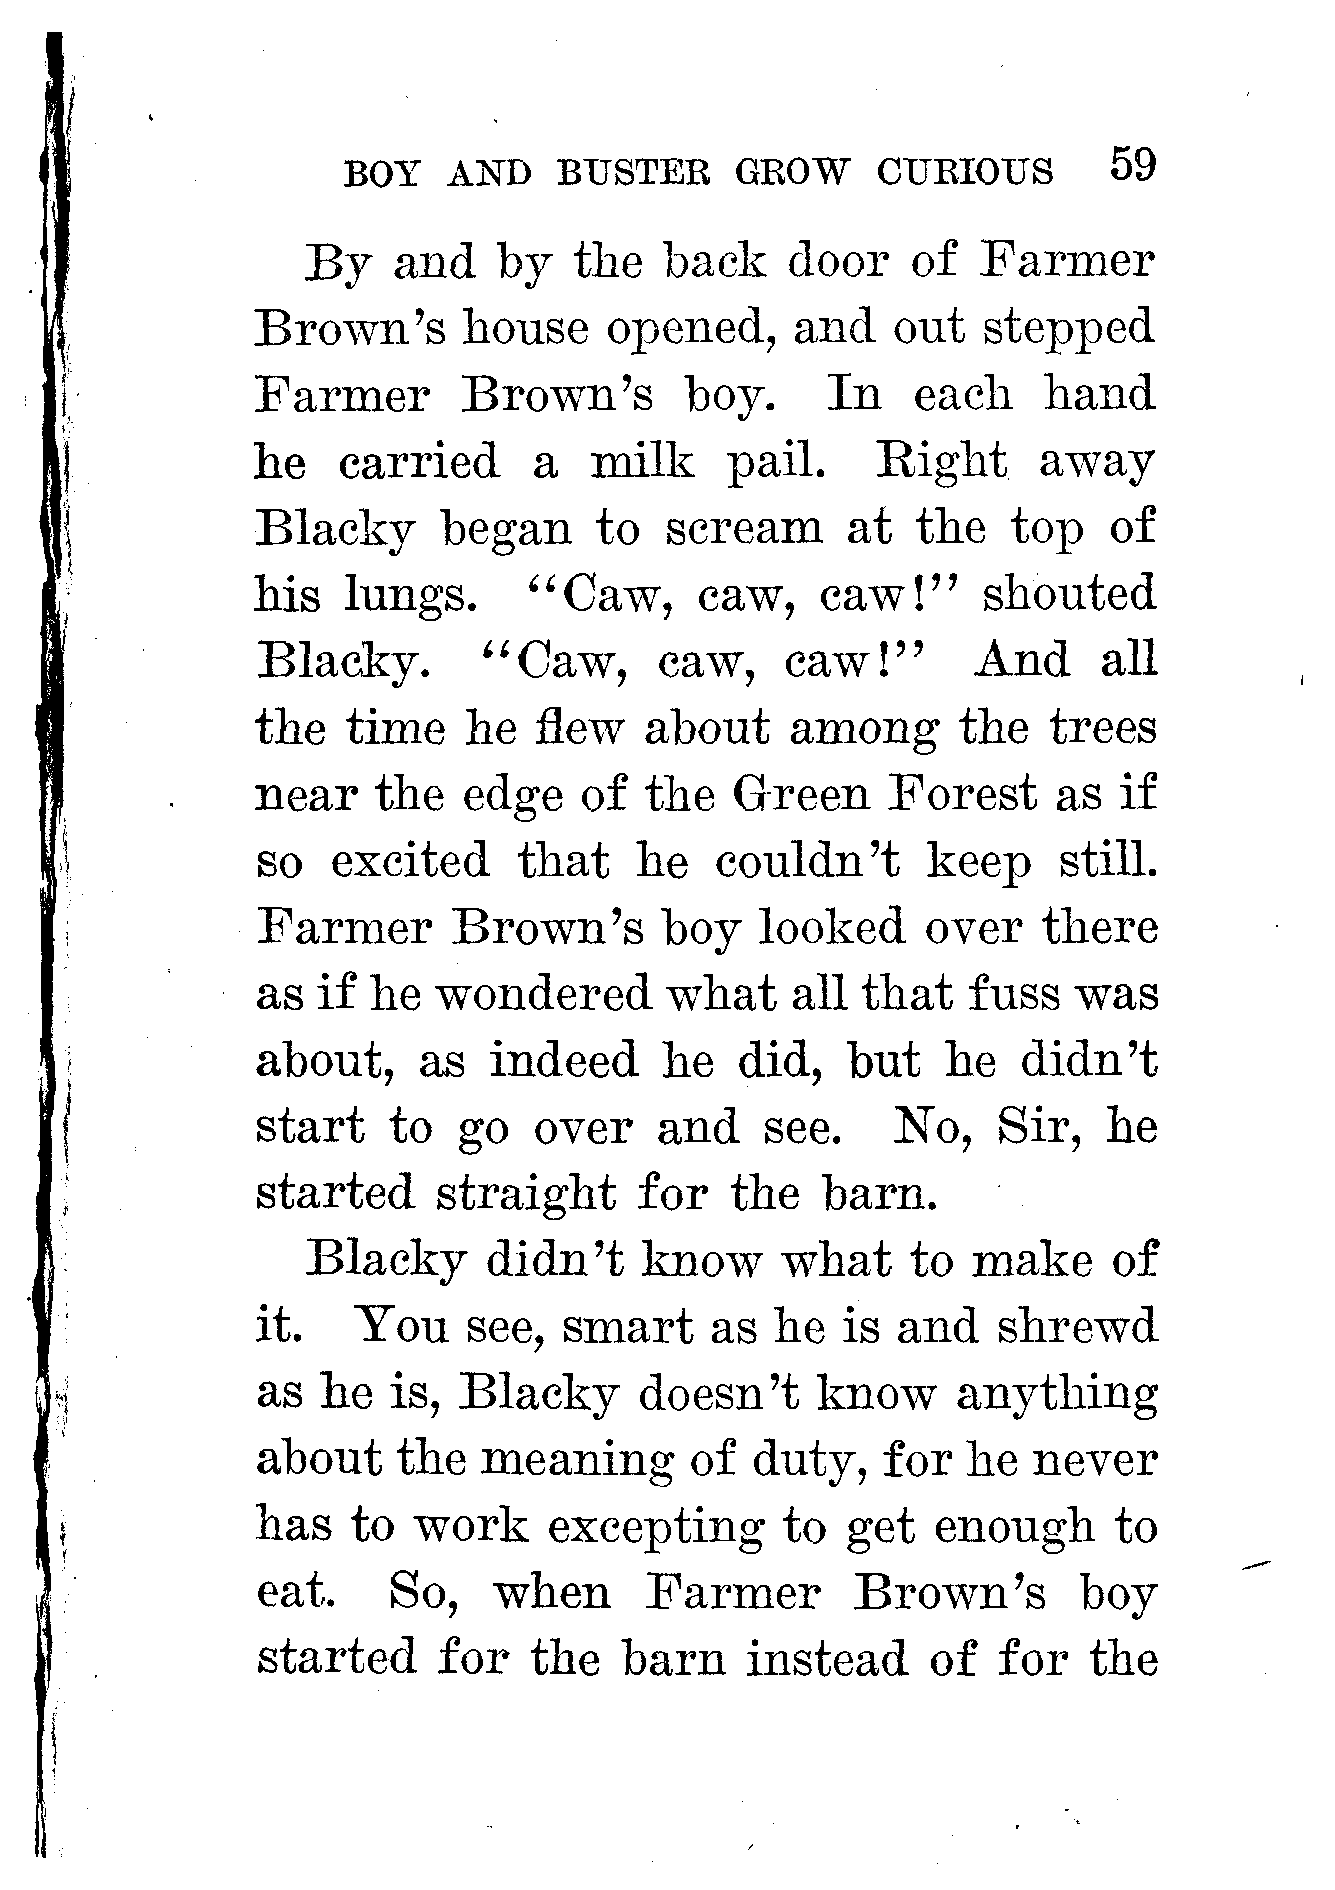 BOY AND BUSTER GROW CURIOUS 59
By and by the back door of Farmer
Brown's house opened, and out stepped
Farmer Brown's boy. In each hand
he carried a milk pail. Right away
Blacky began to scream at the top of
his lungs. "Caw, caw, caw!" shouted
Blacky. "Caw, caw, caw!" And all
the time he flew about among the trees
near the edge of the Green Forest as if
so excited that he couldn't keep still.
Farmer Brown's boy looked over there
as if he wondered what all that fuss was
about, as indeed he did, but he didn't
start to go over and see. No, Sir, he
started straight for the barn.
Blacky didn't know what to make of
it. You see, smart as he is and shrewd
as he is, Blacky doesn't know anything
about the meaning of duty, for he never
has to work excepting to get enough to
eat. So, when Farmer Brown's boy
started for the barn instead of for the